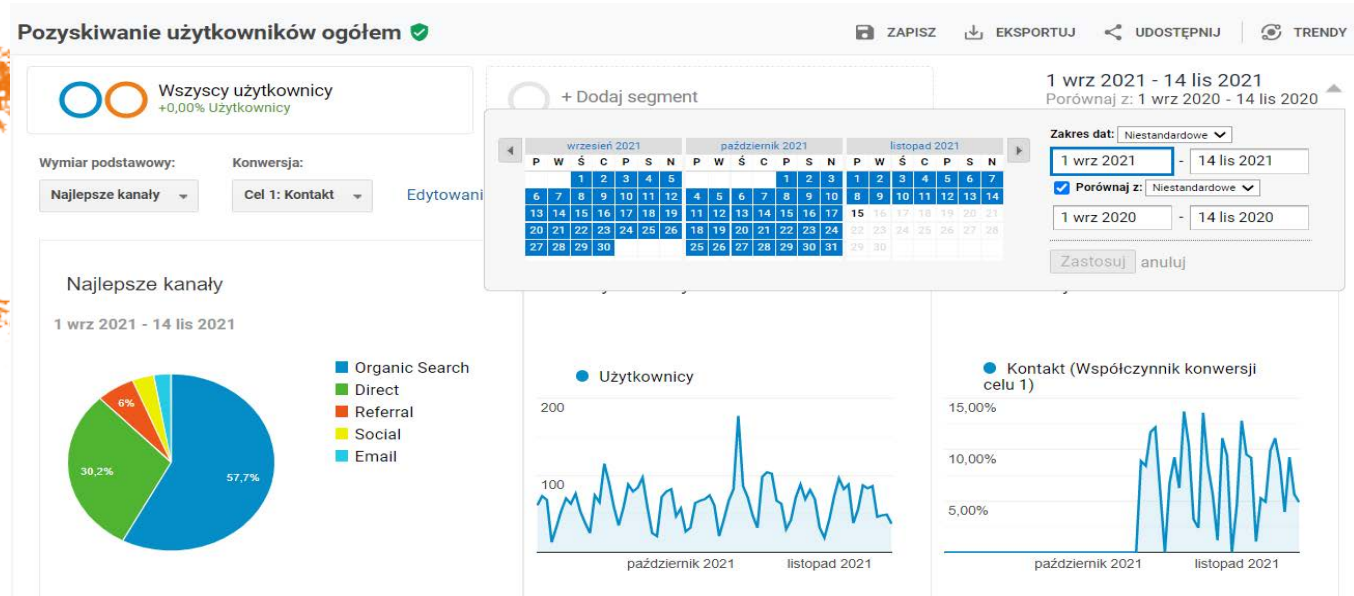 Pozyskiwanie użytkowników ogółem
ZAPISZ EKSPORTUJ UDOSTĘPNIJ TRENDY
Wszyscy użytkownicy
+0,00% Użytkownicy
+ Dodaj segment
1 wrz 2021 - 14 lis 2021
Porównaj z: 1 wrz 2020 - 14 lis 2020
Wymiar podstawowy:
Najlepsze kanały
Konwersja:
Cel 1: Kontakt
Edytowani
wrzesień 2021
P W Ś C P S N
1 2 3 4 5
6 7 8 9 10 11 12
13 14 15 16 17 18 19
20 21 22 23 24 25 26
27 28 29 30
październik 2021
P W Ś C P S N
1 2 3
4 5 6 7 8 9 10
11 12 13 14 15 16 17
18 19 20 21 22 23 24
25 26 27 28 29 30 31
listopad 2021
P W Ś C P S N
1 2 3 4 5 6 7
8 9 10 11 12 13 14
15 16 17 18 19 20 21
22 23 24 25 26 27 28
29 30
Zakres dat: Niestandardowe
1 wrz 2021 - 14 lis 2021
Porównaj z: Niestandardowe
1 wrz 2020 - 14 lis 2020
Zastosuj anuluj
Najlepsze kanały
1 wrz 2021 - 14 lis 2021
Organic Search
Direct
Referral
Social
Email
6%
30,2%
57,7%
Użytkownicy
200
100
październik 2021 listopad 2021
Kontakt (Współczynnik konwersji
celu 1)
15,00%
10,00%
5,00%
październik 2021 listopad 2021